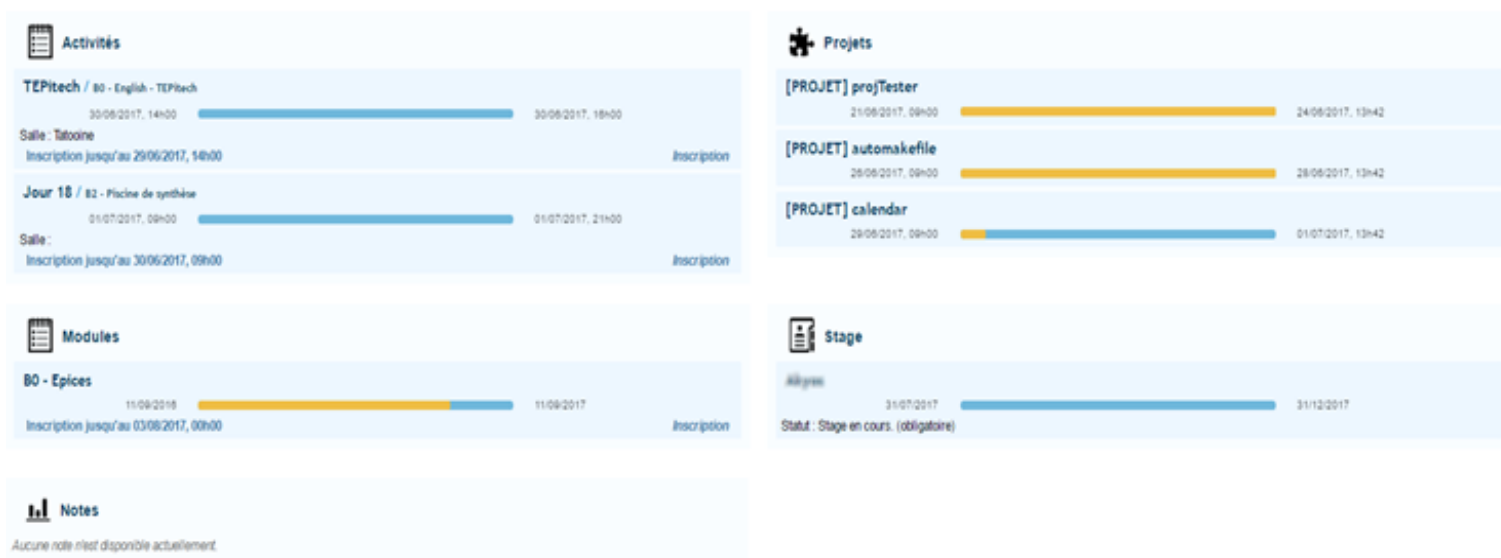 Activités
TEPitech / B0 - English - TEPitech
30/06/2017, 14h00 30/06/2017, 16h00
Salle : Tatooine
Inscription jusqu'au 29/06/2017, 14h00 Inscription
Jour 18 / B2 - Piscine de synthèse
01/07/2017, 09h00 01/07/2017, 21h00
Salle :
Inscription jusqu'au 30/06/2017, 09h00 Inscription
Projets
[PROJET] projTester
21/06/2017, 09h00 24/06/2017, 13h42
[PROJET] automakefile
26/06/2017, 09h00 28/06/2017, 13h42
[PROJET] calendar
29/06/2017, 09h00 01/07/2017, 13h42
Modules
B0 - Epices
11/09/2016 11/09/2017
Inscription jusqu'au 03/08/2017, 00h00 Inscription
Stage
31/07/2017 31/12/2017
Statut : Stage en cours. (obligatoire)
Notes
Aucune note n'est disponible actuellement.